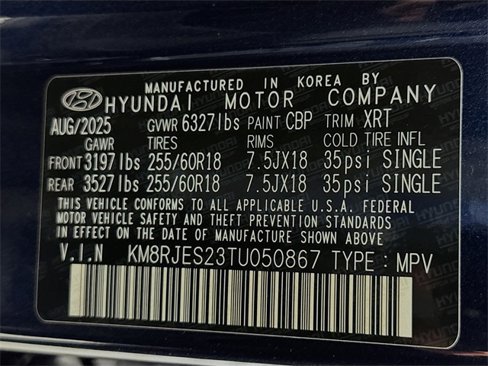 MANUFACTURED IN KOREA BY
HYUNDAI MOTOR COMPANY
AUG/2025 GVWR 6327lbs PAINT CBP TRIM XRT
GAWR TIRES RIMS COLD TIRE INFL
FRONT 3197lbs 255/60R18 7.5JX18 35psi SINGLE
REAR 3527lbs 255/60R18 7.5JX18 35psi SINGLE
THIS VEHICLE CONFORMS TO ALL APPLICABLE U.S.A. FEDERAL
MOTOR VEHICLE SAFETY AND THEFT PREVENTION STANDARDS
IN EFFECT ON THE DATE OF MANUFACTURE SHOWN ABOVE.
V.I.N KM8RJES23TU050867 TYPE : MPV